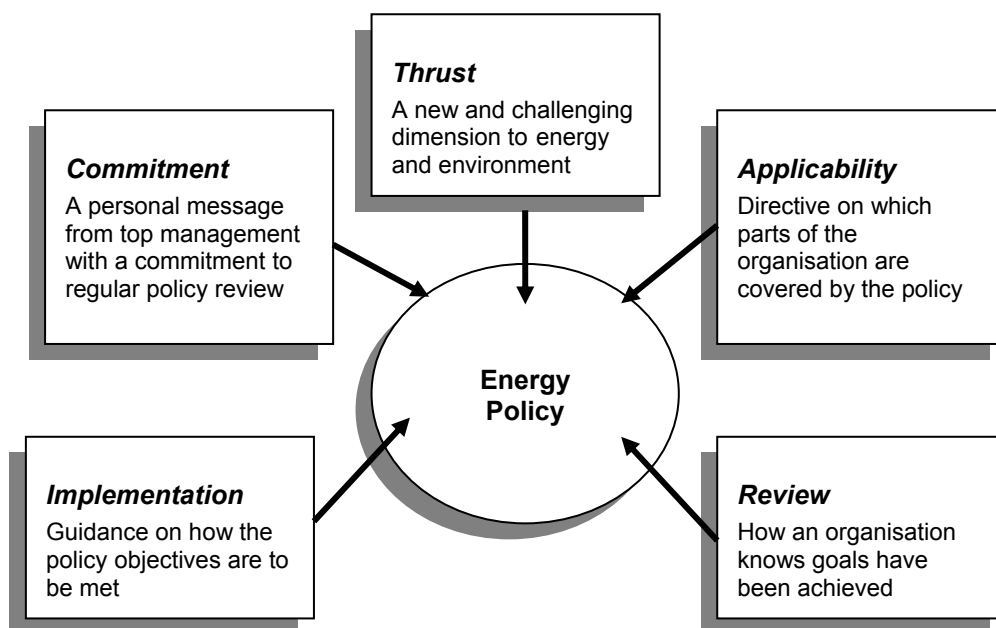 Thrust
A new and challenging
dimension to energy
and environment
Commitment
A personal message
from top management
with a commitment to
regular policy review
Applicability
Directive on which
parts of the
organisation are
covered by the policy
Energy
Policy
Implementation
Guidance on how the
policy objectives are to
be met
Review
How an organisation
knows goals have
been achieved